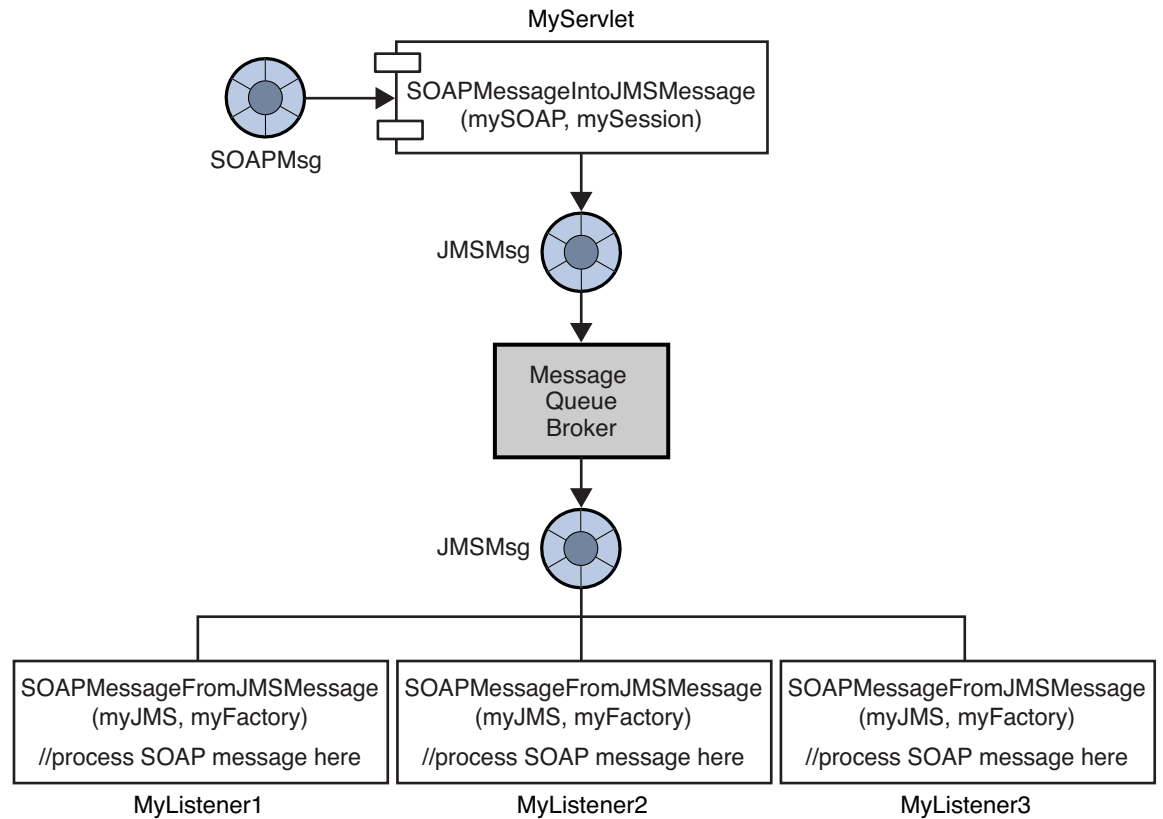 MyServlet
SOAPMessageIntoJMSMessage
(mySOAP, mySession)
SOAPMsg
JMSMsg
Message
Queue
Broker
JMSMsg
SOAPMessageFromJMSMessage
(myJMS, myFactory)
//process SOAP message here
MyListener1
SOAPMessageFromJMSMessage
(myJMS, myFactory)
//process SOAP message here
MyListener2
SOAPMessageFromJMSMessage
(myJMS, myFactory)
//process SOAP message here
MyListener3